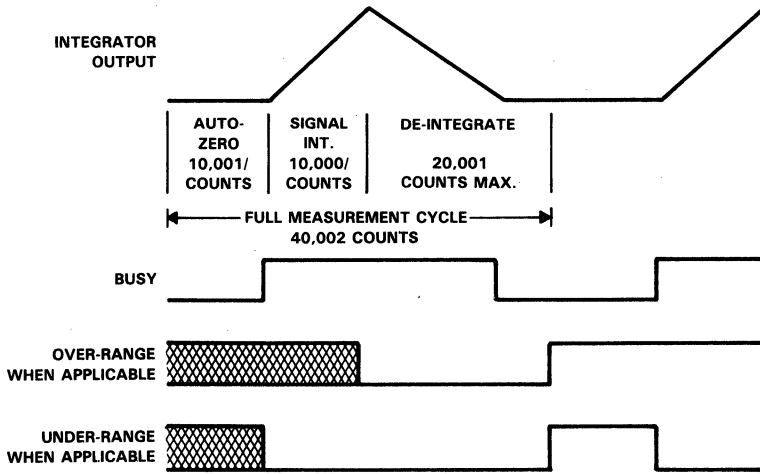 INTEGRATOR
OUTPUT
AUTO-
ZERO
10,001/
COUNTS
SIGNAL
INT.
10,000/
COUNTS
DE-INTEGRATE
20,001
COUNTS MAX.
FULL MEASUREMENT CYCLE
40,002 COUNTS
BUSY
OVER-RANGE
WHEN APPLICABLE
UNDER-RANGE
WHEN APPLICABLE